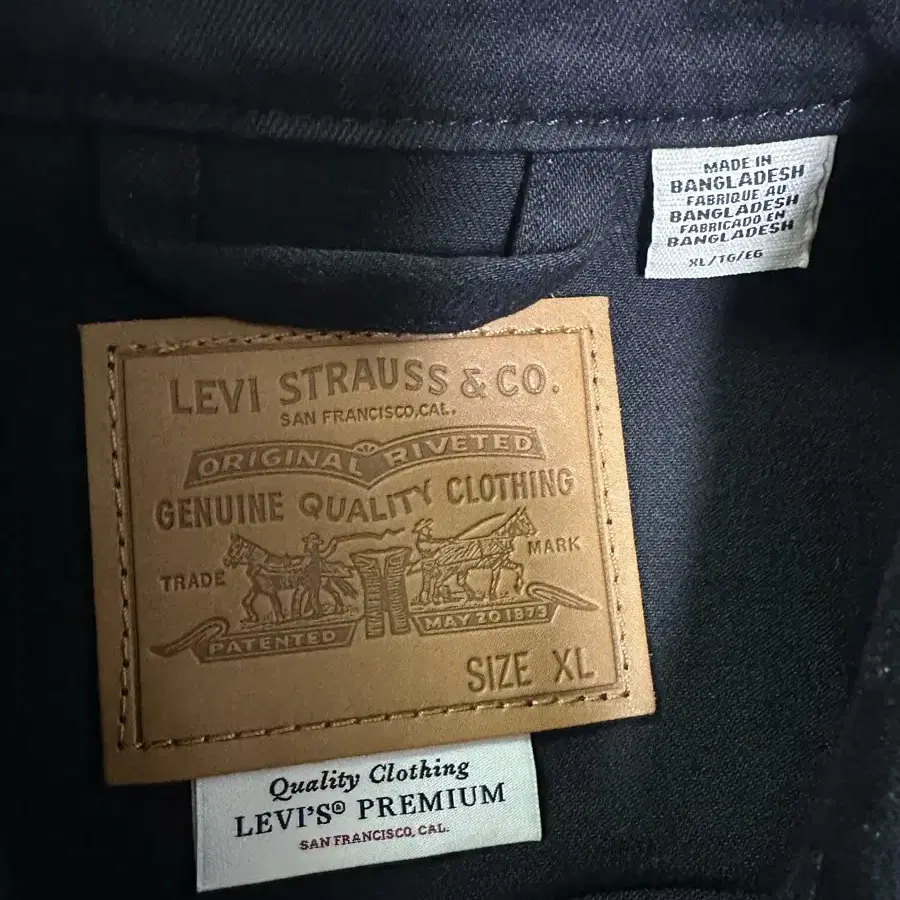 MADE IN
BANGLADESH
FABRIQUE AU
BANGLADESH
FABRICADO EN
BANGLADESH
XL/TG/EG
LEVI STRAUSS & CO.
SAN FRANCISCO, CAL.
ORIGINAL RIVETED
GENUINE QUALITY CLOTHING
TRADE MARK
PATENTED MAY 20 1873
SIZE XL
Quality Clothing
LEVI'S® PREMIUM
SAN FRANCISCO, CAL.